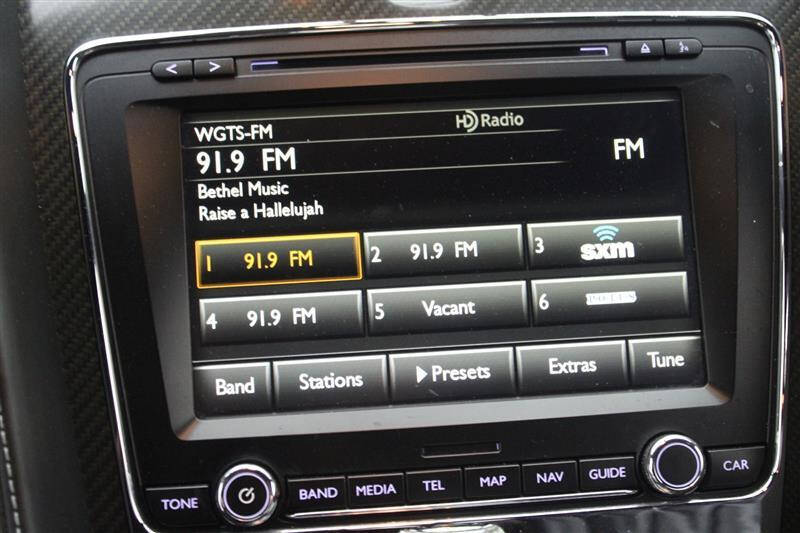 WGTS-FM
HD Radio
91.9 FM
FM
Bethel Music
Raise a Hallelujah
1 91.9 FM
2 91.9 FM
3 sxm
4 91.9 FM
5 Vacant
6 POTUS
Band
Stations
Presets
Extras
Tune
TONE
BAND
MEDIA
TEL
MAP
NAV
GUIDE
CAR